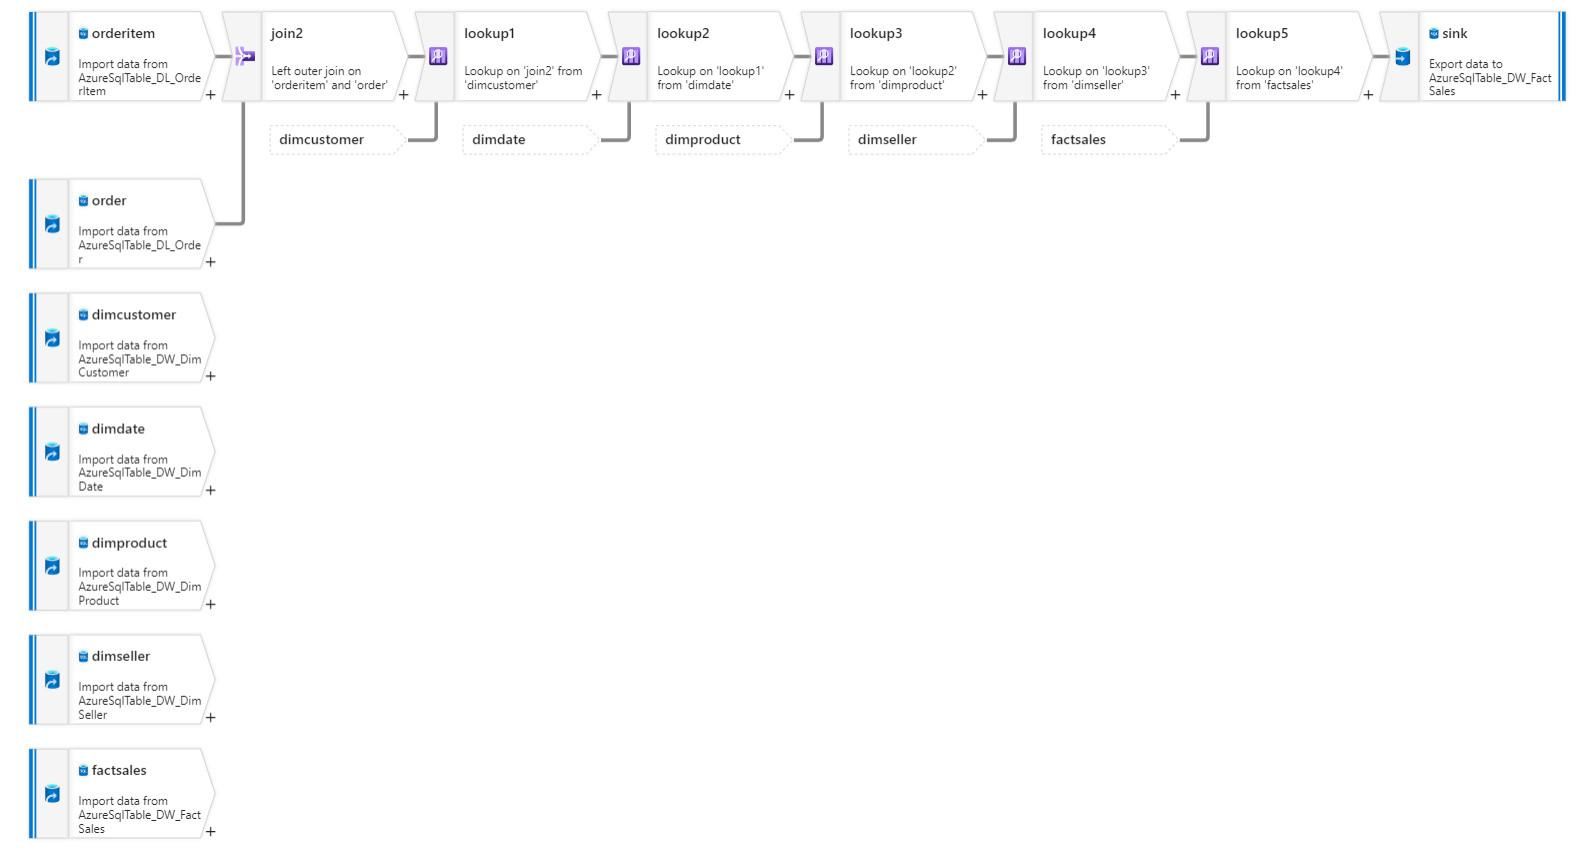 orderitem
Import data from
AzureSqlTable_DL_Orde
rItem
+
join2
Left outer join on
'orderitem' and 'order'
+
lookup1
Lookup on 'join2' from
'dimcustomer'
+
lookup2
Lookup on 'lookup1'
from 'dimdate'
+
lookup3
Lookup on 'lookup2'
from 'dimproduct'
+
lookup4
Lookup on 'lookup3'
from 'dimseller'
+
lookup5
Lookup on 'lookup4'
from 'factsales'
+
sink
Export data to
AzureSqlTable_DW_Fact
Sales
dimcustomer
dimdate
dimproduct
dimseller
factsales
order
Import data from
AzureSqlTable_DL_Orde
r
+
dimcustomer
Import data from
AzureSqlTable_DW_Dim
Customer
+
dimdate
Import data from
AzureSqlTable_DW_Dim
Date
+
dimproduct
Import data from
AzureSqlTable_DW_Dim
Product
+
dimseller
Import data from
AzureSqlTable_DW_Dim
Seller
+
factsales
Import data from
AzureSqlTable_DW_Fact
Sales
+